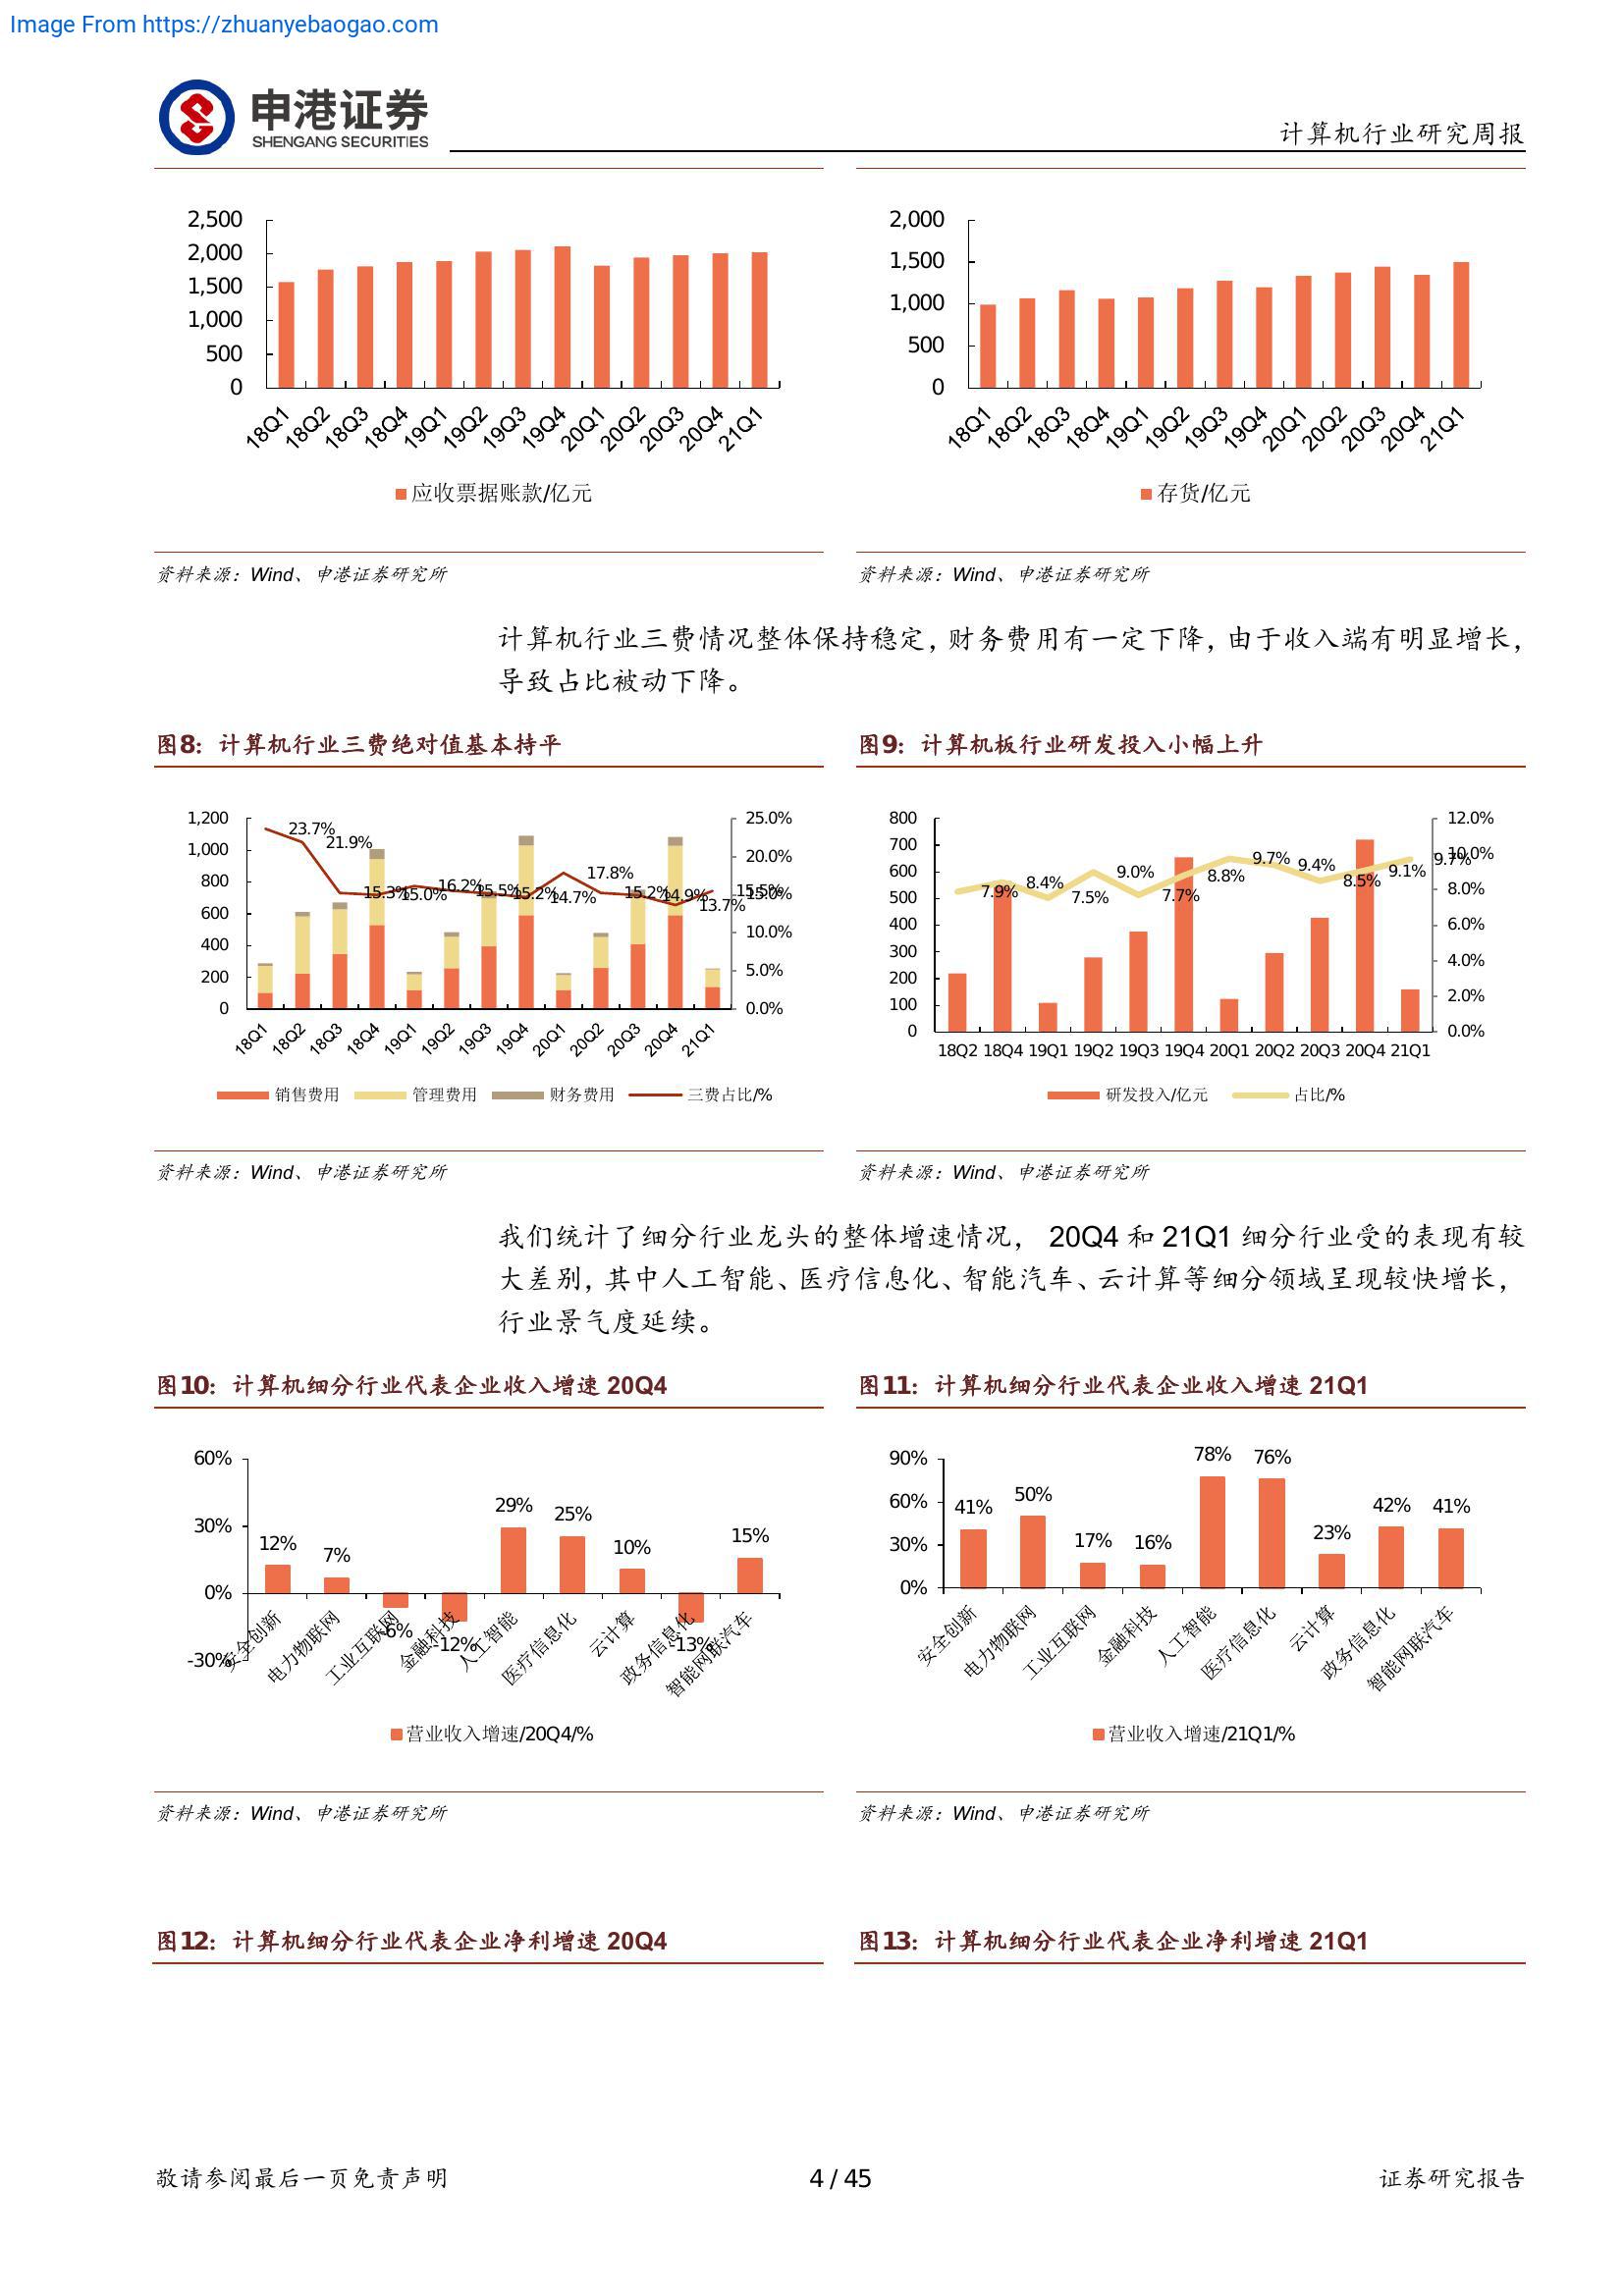 Image From https://zhuanyebaogao.com
申港证券
SHENGANG SECURITIES
计算机行业研究周报
2,500
2,000
1,500
1,000
500
0
18Q1 18Q2 18Q3 18Q4 19Q1 19Q2 19Q3 19Q4 20Q1 20Q2 20Q3 20Q4 21Q1
应收票据账款/亿元
2,000
1,500
1,000
500
0
18Q1 18Q2 18Q3 18Q4 19Q1 19Q2 19Q3 19Q4 20Q1 20Q2 20Q3 20Q4 21Q1
存货/亿元
资料来源：Wind、申港证券研究所
资料来源：Wind、申港证券研究所
计算机行业三费情况整体保持稳定，财务费用有一定下降，由于收入端有明显增长，
导致占比被动下降。
图8：计算机行业三费绝对值基本持平
1,200
1,000
800
600
400
200
0
23.7% 21.9% 15.3% 15.0% 16.2% 15.5% 15.2% 14.7% 17.8% 15.2% 14.9% 13.7% 15.5%
25.0%
20.0%
15.0%
10.0%
5.0%
0.0%
18Q1 18Q2 18Q3 18Q4 19Q1 19Q2 19Q3 19Q4 20Q1 20Q2 20Q3 20Q4 21Q1
销售费用 管理费用 财务费用 三费占比/%
图9：计算机板行业研发投入小幅上升
800
700
600
500
400
300
200
100
0
7.9% 8.4% 7.5% 9.0% 7.7% 8.8% 9.7% 9.4% 8.5% 9.1% 9.7%
12.0%
10.0%
8.0%
6.0%
4.0%
2.0%
0.0%
18Q2 18Q4 19Q1 19Q2 19Q3 19Q4 20Q1 20Q2 20Q3 20Q4 21Q1
研发投入/亿元 占比/%
资料来源：Wind、申港证券研究所
资料来源：Wind、申港证券研究所
我们统计了细分行业龙头的整体增速情况， 20Q4 和 21Q1 细分行业受的表现有较
大差别，其中人工智能、医疗信息化、智能汽车、云计算等细分领域呈现较快增长，
行业景气度延续。
图10：计算机细分行业代表企业收入增速 20Q4
60%
30%
0%
-30%
12% 7% -6% -12% 29% 25% 10% -13% 15%
安全创新 电力物联网 工业互联网 金融科技 人工智能 医疗信息化 云计算 政务信息化 智能网联汽车
营业收入增速/20Q4/%
图11：计算机细分行业代表企业收入增速 21Q1
90%
60%
30%
0%
41% 50% 17% 16% 78% 76% 23% 42% 41%
安全创新 电力物联网 工业互联网 金融科技 人工智能 医疗信息化 云计算 政务信息化 智能网联汽车
营业收入增速/21Q1/%
资料来源：Wind、申港证券研究所
资料来源：Wind、申港证券研究所
图12：计算机细分行业代表企业净利增速 20Q4
图13：计算机细分行业代表企业净利增速 21Q1
敬请参阅最后一页免责声明
4 / 45
证券研究报告